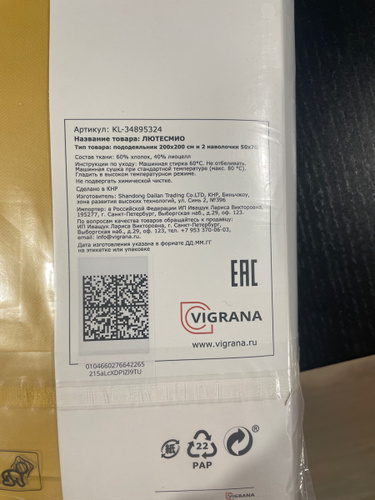 Артикул: KL-34895324
Название товара: ЛЮТЕСМИО
Тип товара: пододеяльник 200х200 см и 2 наволочки 50х70
Состав ткани: 60% хлопок, 40% лиоцелл
Инструкции по уходу: Машинная стирка 60°С. Не отбеливать.
Машинная сушка при стандартной температуре (макс. 80 °С).
Гладить в высоком температурном режиме.
Не подвергать химической чистке.
Сделано в КНР
Изготовитель: Shandong Dailan Trading Co.LTD, КНР, Биньчжоу,
зона развития высоких технологий, ул. Синь 2, №396
Импортер: в Российской Федерации ИП Иващук Лариса Викторовна,
195277, г. Санкт-Петербург, Выборгская наб., д.29, оф. 123.
По вопросам качества товаров обращаться к
ИП Иващук Лариса Викторовна, г. Санкт-Петербург,
Выборгская наб., д.29, оф. 123, тел. +7 953 370-06-03,
email: info@vigrana.ru
Дата изготовления указана в формате ДД.ММ.ГГ
на этикетке или упаковке
EAC
VIGRANA
www.vigrana.ru
0104660276642265
215aLcXDPIZI9TU
紙
22
PAP
®